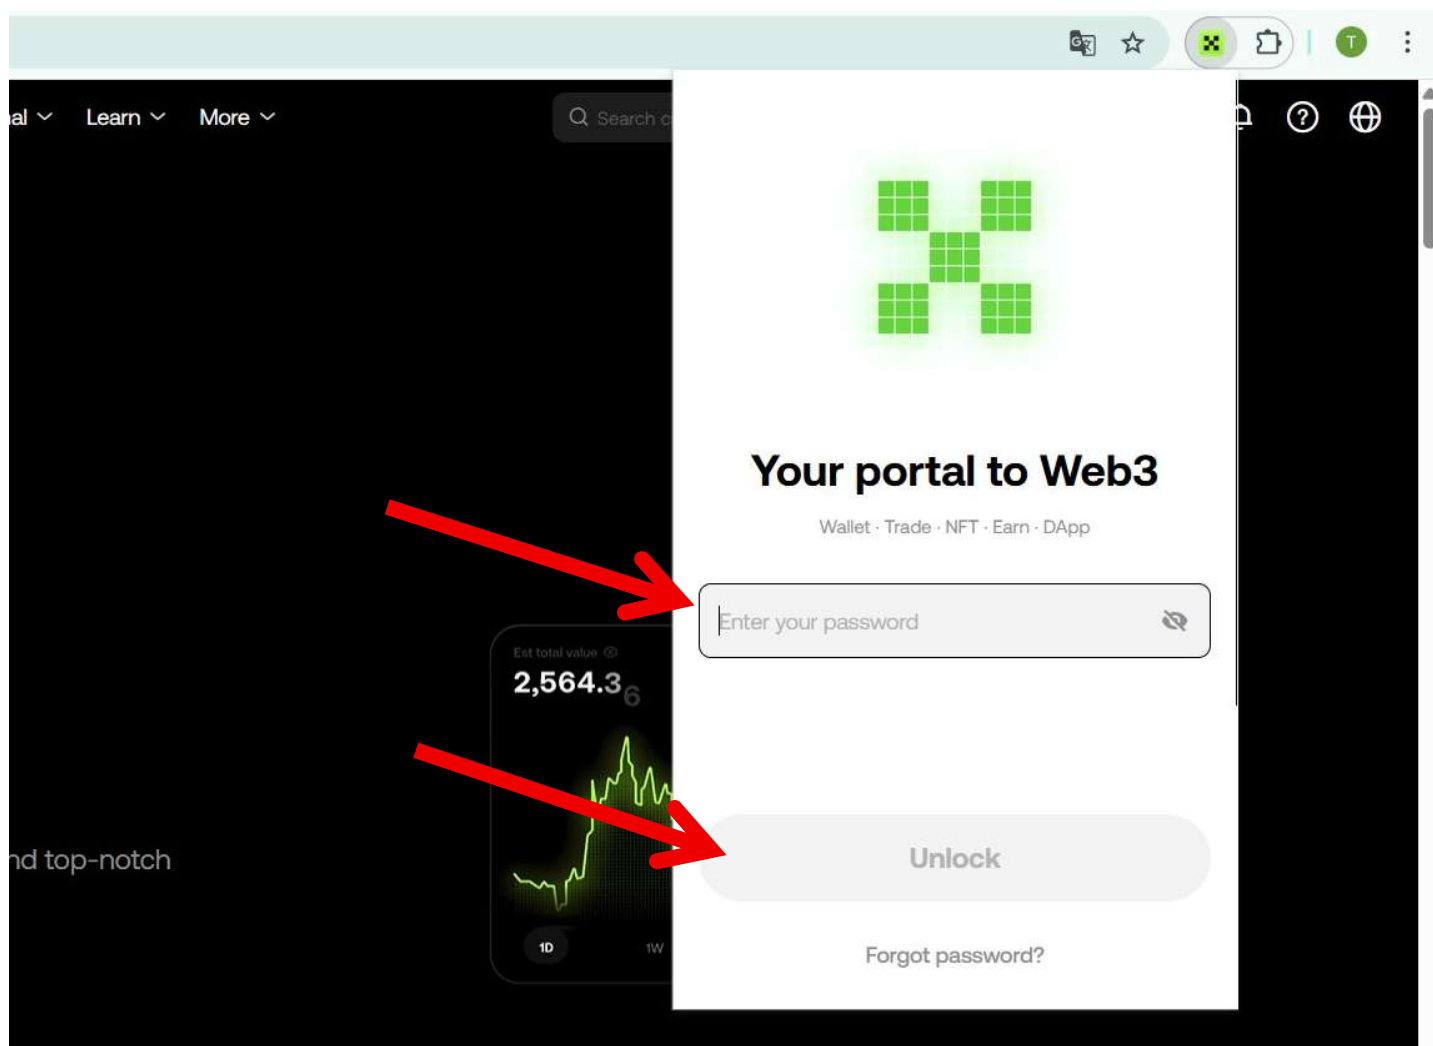 T
Learn
More
Search
Your portal to Web3
Wallet · Trade · NFT · Earn · DApp
Enter your password
Est total value
2,564.36
nd top-notch
Unlock
1D
1W
Forgot password?